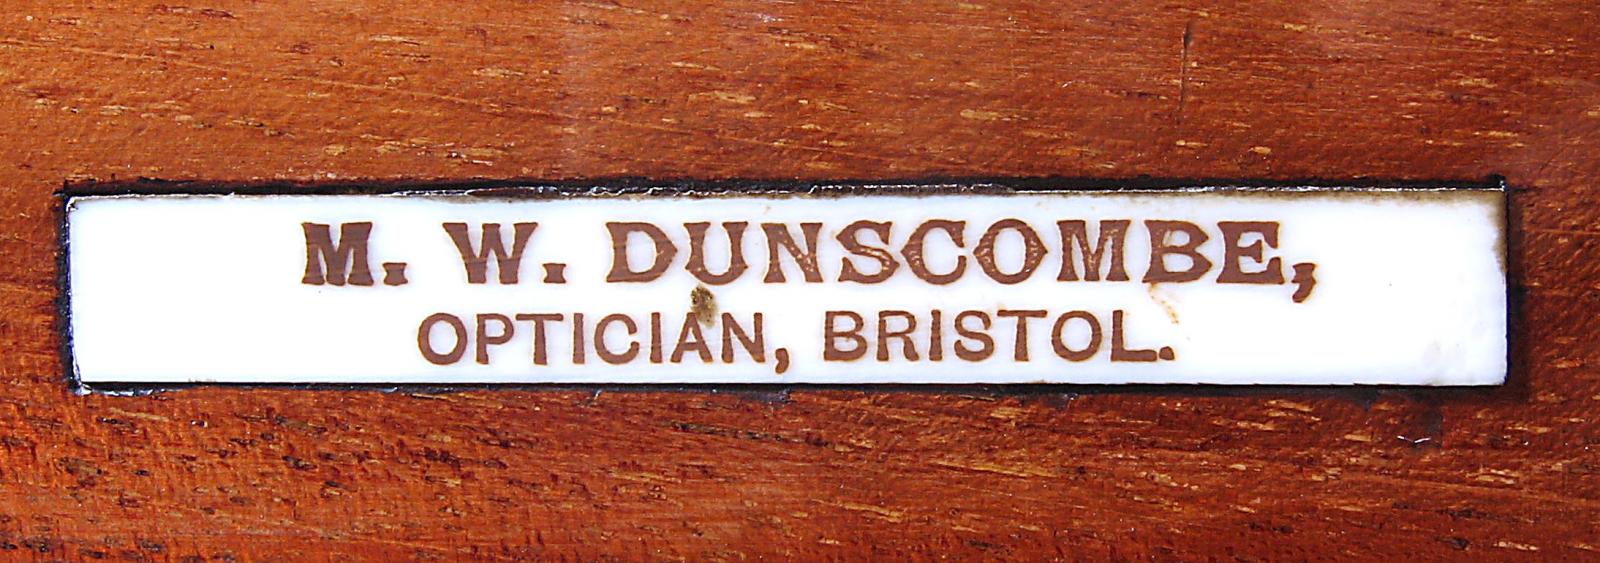 M. W. DUNSCOMBE,
OPTICIAN, BRISTOL.